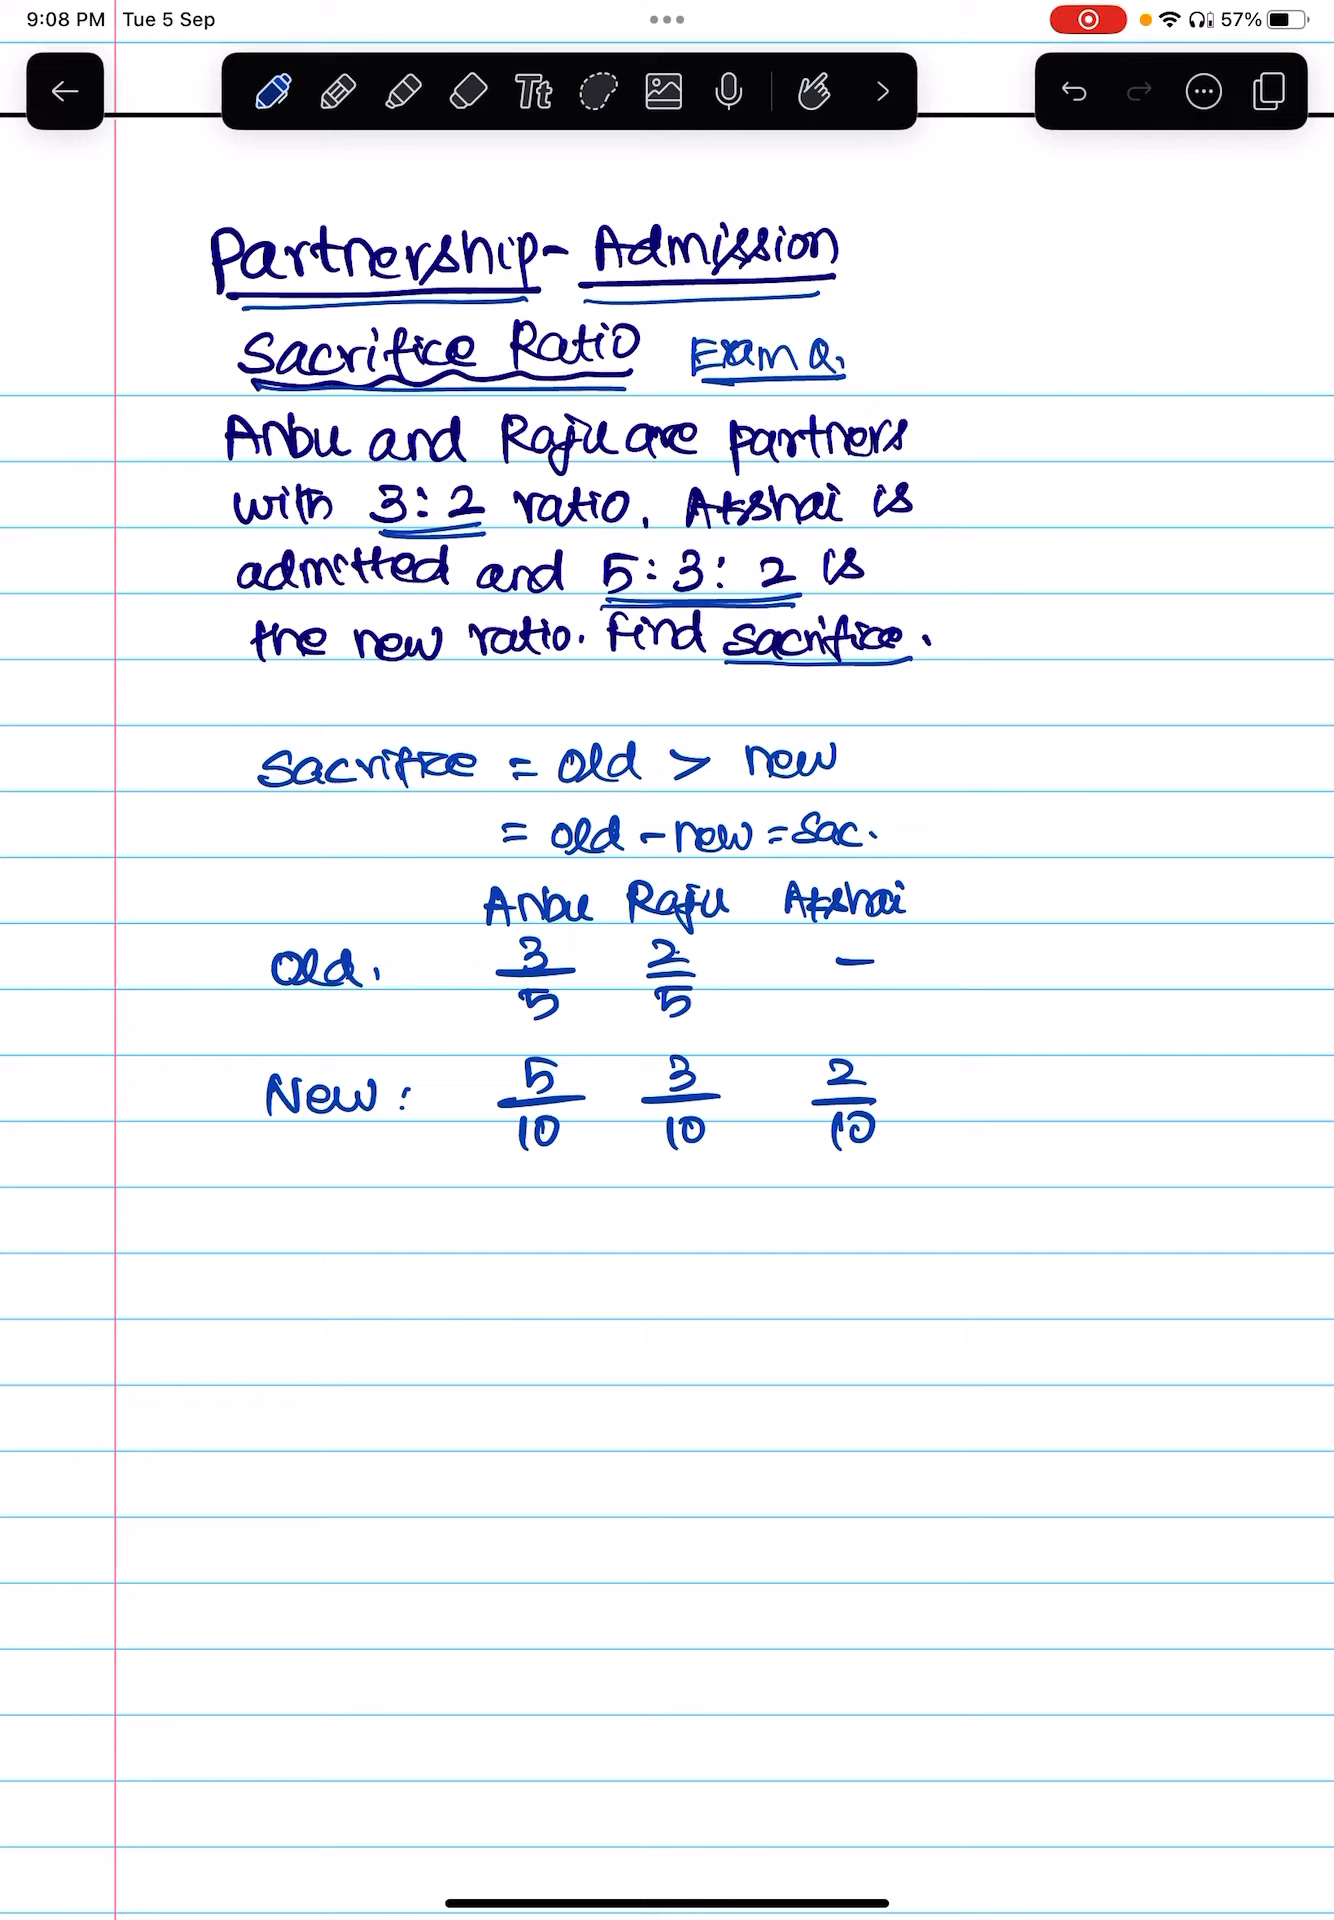 9:08 PM Tue 5 Sep 57%
Tt
Partnership- Admission
Sacrifice Ratio Exam Q.
Anbu and Raju are partners
with 3:2 ratio. Akshai is
admitted and 5:3:2 is
the new ratio. Find sacrifice.
Sacrifice = Old > new
= old - new = Sac.
Anbu Raju Akshai
Old. 3/5 2/5 -
New: 5/10 3/10 2/10